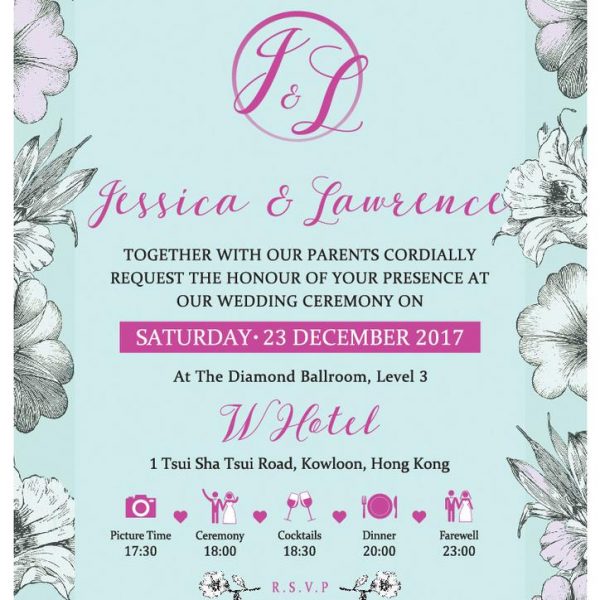 J & L
Jessica & Lawrence
TOGETHER WITH OUR PARENTS CORDIALLY
REQUEST THE HONOUR OF YOUR PRESENCE AT
OUR WEDDING CEREMONY ON
SATURDAY· 23 DECEMBER 2017
At The Diamond Ballroom, Level 3
W Hotel
1 Tsui Sha Tsui Road, Kowloon, Hong Kong
Picture Time Ceremony Cocktails Dinner Farewell
17:30 18:00 18:30 20:00 23:00
R.S.V.P